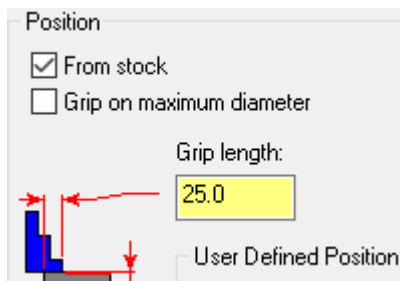 Position
From stock
Grip on maximum diameter
Grip length:
25.0
User Defined Position